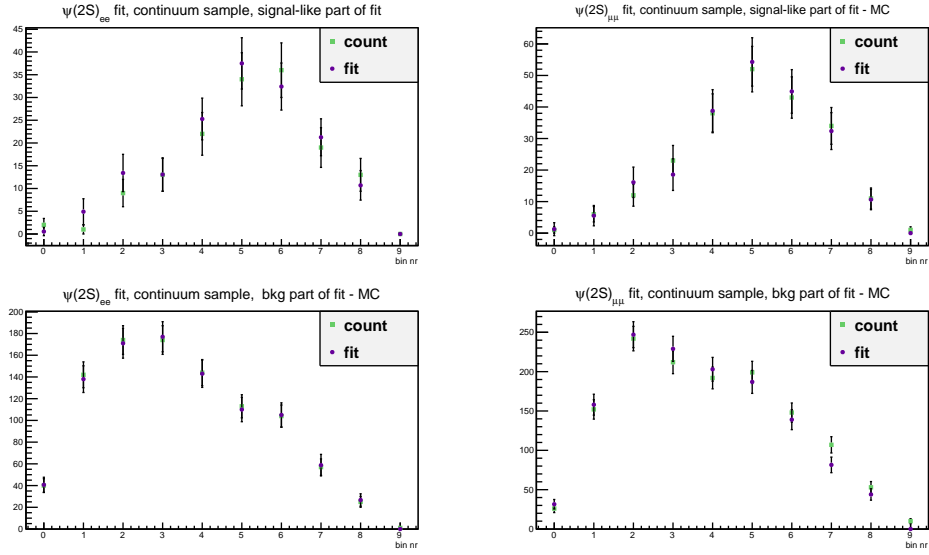 ψ(2S)ee fit, continuum sample, signal-like part of fit
45
40
35
30
25
20
15
10
5
0
count
fit
0 1 2 3 4 5 6 7 8 9
bin nr
ψ(2S)μμ fit, continuum sample, signal-like part of fit - MC
60
50
40
30
20
10
0
count
fit
0 1 2 3 4 5 6 7 8 9
bin nr
ψ(2S)ee fit, continuum sample, bkg part of fit - MC
200
180
160
140
120
100
80
60
40
20
0
count
fit
0 1 2 3 4 5 6 7 8 9
bin nr
ψ(2S)μμ fit, continuum sample, bkg part of fit - MC
250
200
150
100
50
0
count
fit
0 1 2 3 4 5 6 7 8 9
bin nr